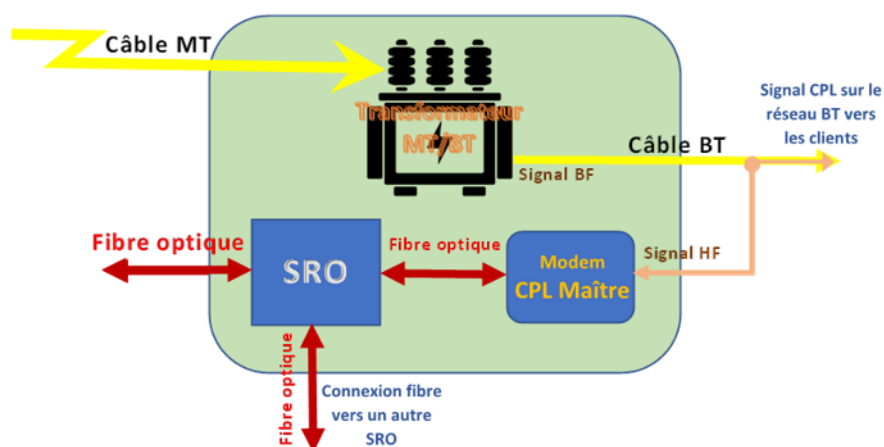 Câble MT
Transformateur
MT/BT
Signal CPL sur le
réseau BT vers
les clients
Câble BT
Signal BF
Fibre optique
SRO
Fibre optique
Modem
CPL Maître
Signal HF
Fibre optique
Connexion fibre
vers un autre
SRO